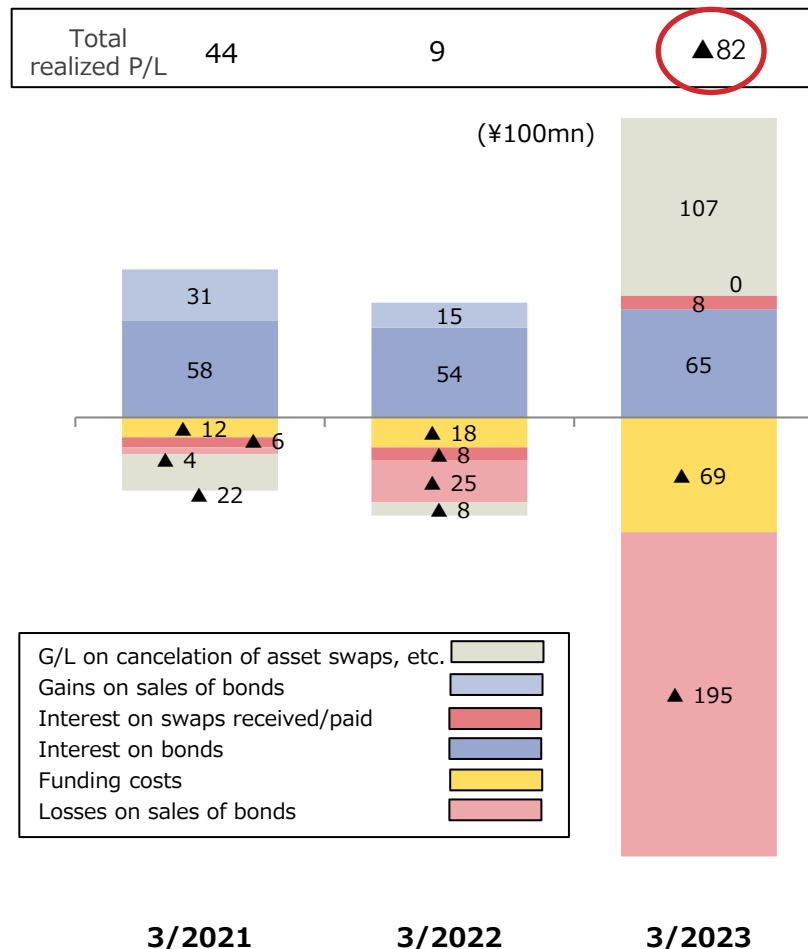 Total
realized P/L
44
9
▲82
(¥100mn)
107
0
31
8
15
58
54
65
▲ 12
▲ 6
▲ 18
▲ 4
▲ 8
▲ 69
▲ 22
▲ 25
▲ 8
G/L on cancelation of asset swaps, etc.
Gains on sales of bonds
Interest on swaps received/paid
Interest on bonds
Funding costs
Losses on sales of bonds
▲ 195
3/2021
3/2022
3/2023